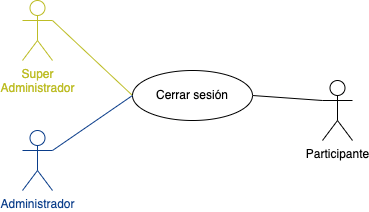 Super
Administrador
Cerrar sesión
Participante
Administrador